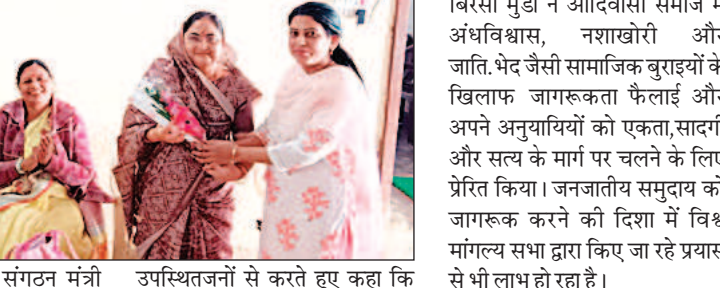 संगठन मंत्री उपस्थितजनों से करते हुए कहा कि
बिरसा मुंडा ने आदिवासी समाज में
अंधविश्वास, नशाखोरी और
जाति.भेद जैसी सामाजिक बुराइयों के
खिलाफ जागरूकता फैलाई और
अपने अनुयायियों को एकता,सादगी
और सत्य के मार्ग पर चलने के लिए
प्रेरित किया। जनजातीय समुदाय को
जागरूक करने की दिशा में विश्व
मांगल्य सभा द्वारा किए जा रहे प्रयास
से भी लाभ हो रहा है।